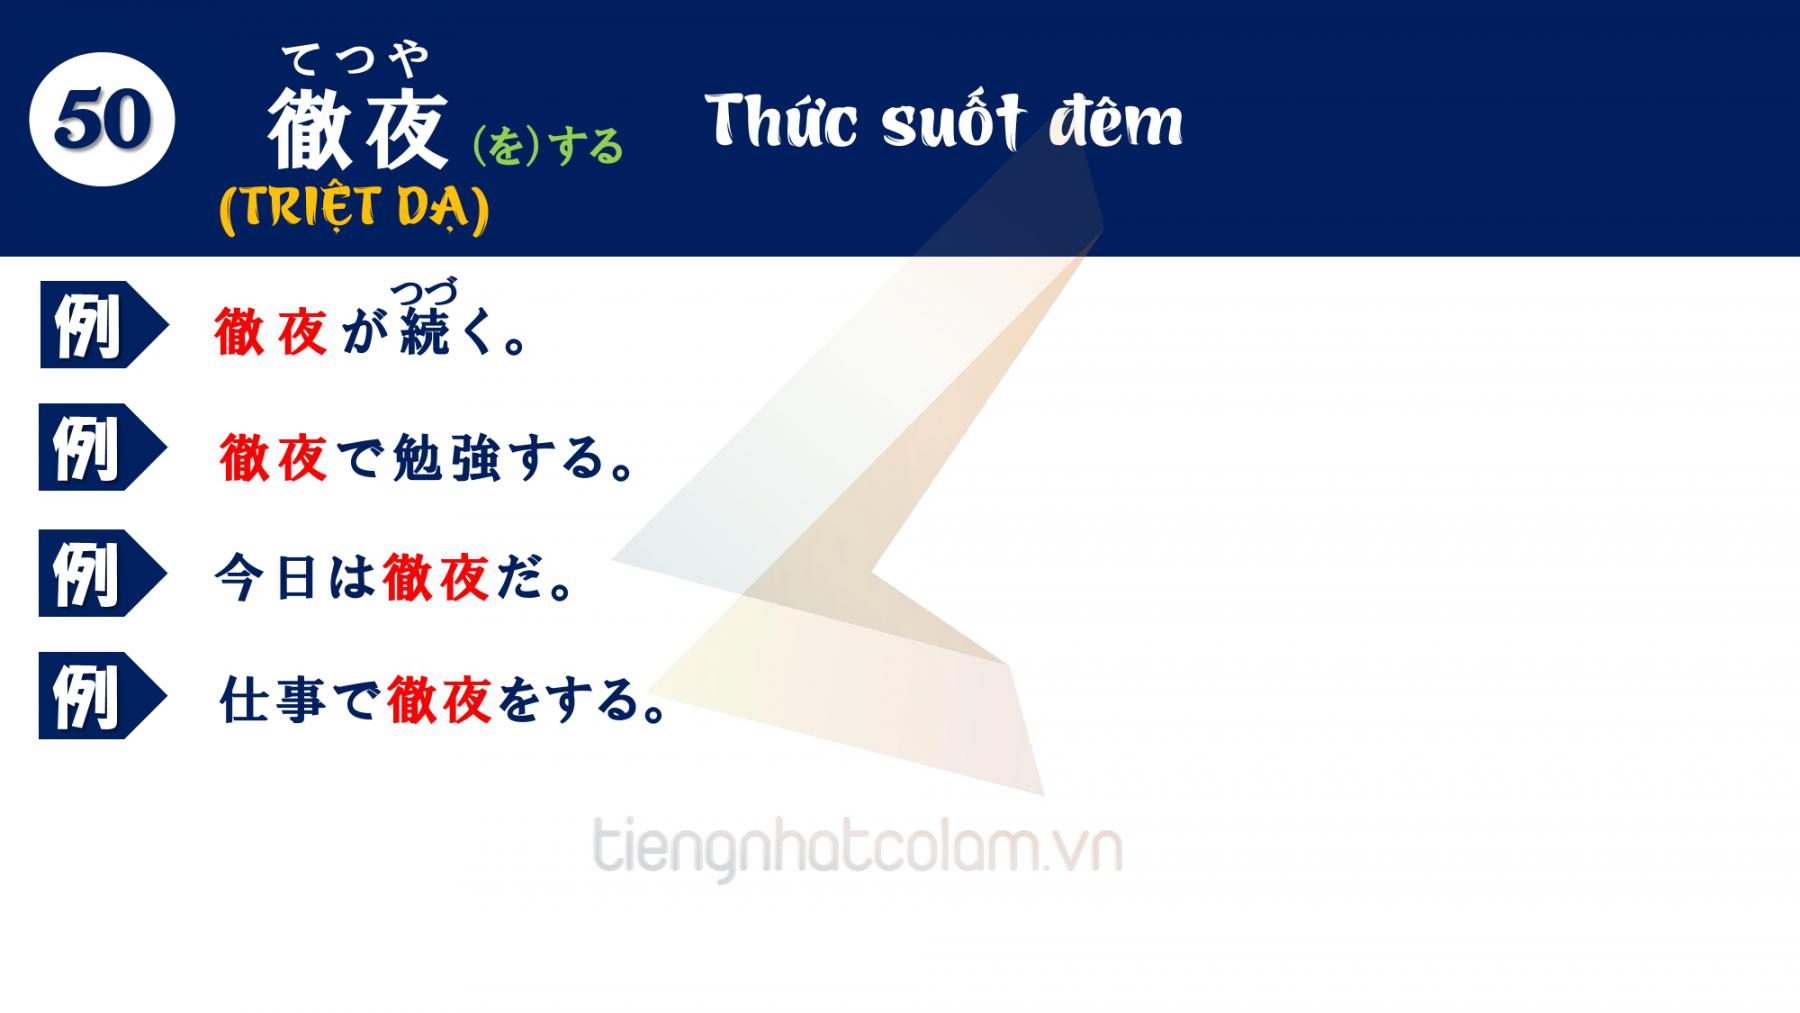 50
てつや
徹夜(を)する
(TRIỆT DẠ)
Thức suốt đêm
例
つづ
徹夜が続く。
例
徹夜で勉強する。
例
今日は徹夜だ。
例
仕事で徹夜をする。
tiengnhatcolam.vn